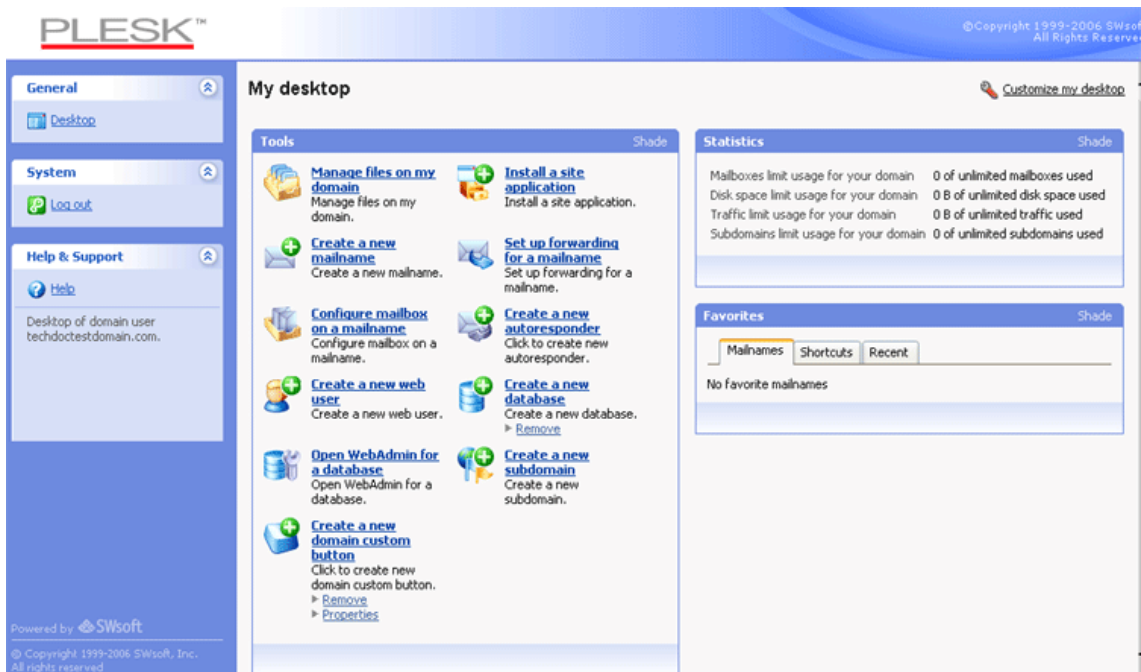 PLESK™
©Copyright 1999-2006 SWsoft
All Rights Reserved
General
Desktop
System
Log out
Help & Support
Help
Desktop of domain user
techdoctestdomain.com.
Powered by SWsoft
© Copyright 1999-2006 SWsoft, Inc.
All rights reserved
My desktop
Customize my desktop
Tools
Shade
Manage files on my
domain
Manage files on my
domain.
Install a site
application
Install a site application.
Create a new
mailname
Create a new mailname.
Set up forwarding
for a mailname
Set up forwarding for a
mailname.
Configure mailbox
on a mailname
Configure mailbox on a
mailname.
Create a new
autoresponder
Click to create new
autoresponder.
Create a new web
user
Create a new web user.
Create a new
database
Create a new database.
Remove
Open WebAdmin for
a database
Open WebAdmin for a
database.
Create a new
subdomain
Create a new
subdomain.
Create a new
domain custom
button
Click to create new
domain custom button.
Remove
Properties
Statistics
Shade
Mailboxes limit usage for your domain 0 of unlimited mailboxes used
Disk space limit usage for your domain 0 B of unlimited disk space used
Traffic limit usage for your domain 0 B of unlimited traffic used
Subdomains limit usage for your domain 0 of unlimited subdomains used
Favorites
Shade
Mailnames Shortcuts Recent
No favorite mailnames